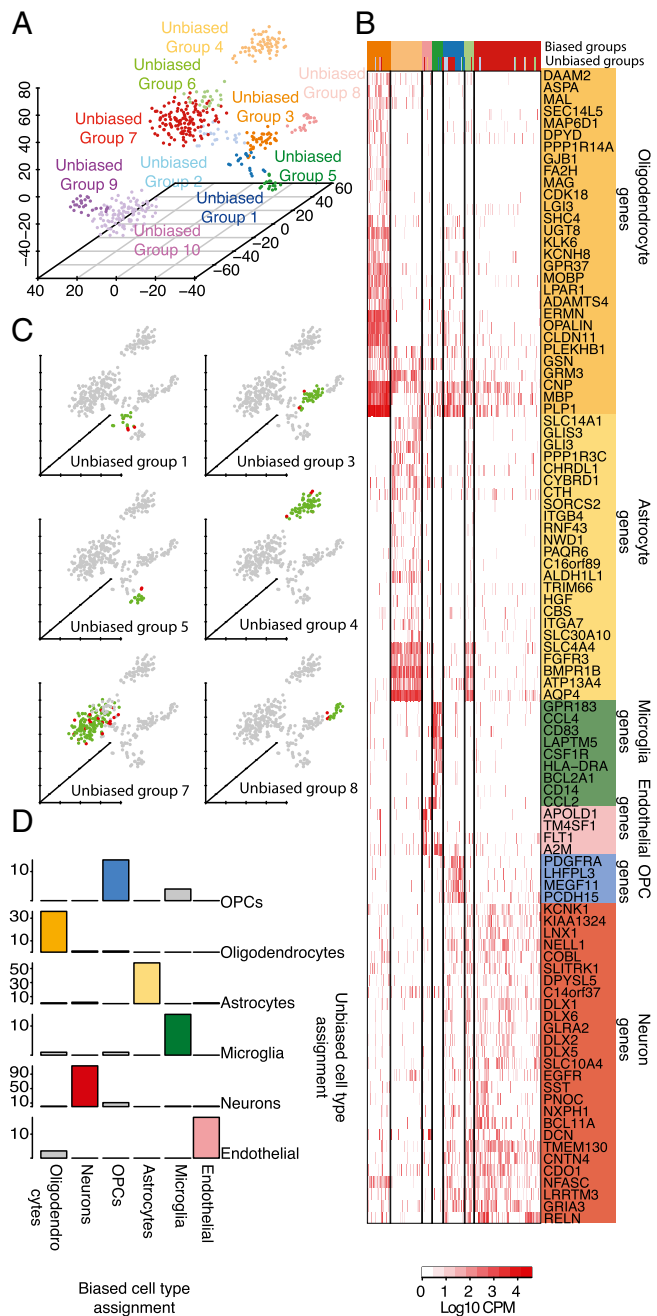 A
Unbiased
Group 4
Unbiased
Group 6
Unbiased
Group 8
Unbiased
Group 3
Unbiased
Group 7
Unbiased
Group 2
Unbiased
Group 5
Unbiased
Group 9
Unbiased
Group 1
Unbiased
Group 10
80
60
40
20
0
−20
−40
−60
40
20
0
−20
−40
−60
−40
−20
0
20
40
60
B
Biased groups
Unbiased groups
DAAM2
ASPA
MAL
SEC14L5
MAP6D1
DPYD
PPP1R14A
GJB1
FA2H
MAG
CDK18
LGI3
SHC4
UGT8
KLK6
KCNH8
GPR37
MOBP
LPAR1
ADAMTS4
ERMN
OPALIN
CLDN11
PLEKHB1
GSN
GRM3
CNP
MBP
PLP1
Oligodendrocyte
genes
SLC14A1
GLIS3
GLI3
PPP1R3C
CHRDL1
CYBRD1
CTH
SORCS2
ITGB4
RNF43
NWD1
PAQR6
C16orf89
ALDH1L1
TRIM66
HGF
CBS
ITGA7
SLC30A10
SLC4A4
FGFR3
BMPR1B
ATP13A4
AQP4
Astrocyte
genes
GPR183
CCL4
CD83
LAPTM5
CSF1R
HLA−DRA
BCL2A1
CD14
CCL2
Microglia
genes
APOLD1
TM4SF1
FLT1
A2M
Endothelial
genes
PDGFRA
LHFPL3
MEGF11
PCDH15
OPC
genes
KCNK1
KIAA1324
LNX1
NELL1
COBL
SLITRK1
DPYSL5
C14orf37
DLX1
DLX6
GLRA2
DLX2
DLX5
SLC10A4
EGFR
SST
PNOC
NXPH1
BCL11A
DCN
TMEM130
CNTN4
CDO1
NFASC
LRRTM3
GRIA3
RELN
Neuron
genes
0 1 2 3 4
Log10 CPM
C
Unbiased group 1
Unbiased group 3
Unbiased group 5
Unbiased group 4
Unbiased group 7
Unbiased group 8
D
10
OPCs
30
10
Oligodendrocytes
50
30
10
Astrocytes
10
Microglia
90
50
10
Neurons
10
Endothelial
Unbiased cell type
assignment
Oligodendro
cytes
Neurons
OPCs
Astrocytes
Microglia
Endothelial
Biased cell type
assignment